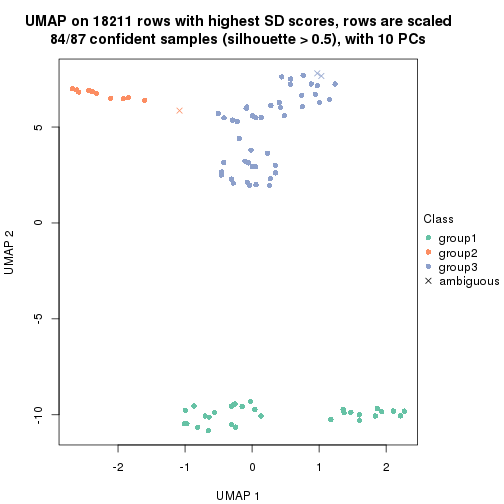 UMAP on 18211 rows with highest SD scores, rows are scaled
84/87 confident samples (silhouette > 0.5), with 10 PCs
5
0
-5
-10
UMAP 2
-2
-1
0
1
2
UMAP 1
Class
group1
group2
group3
ambiguous